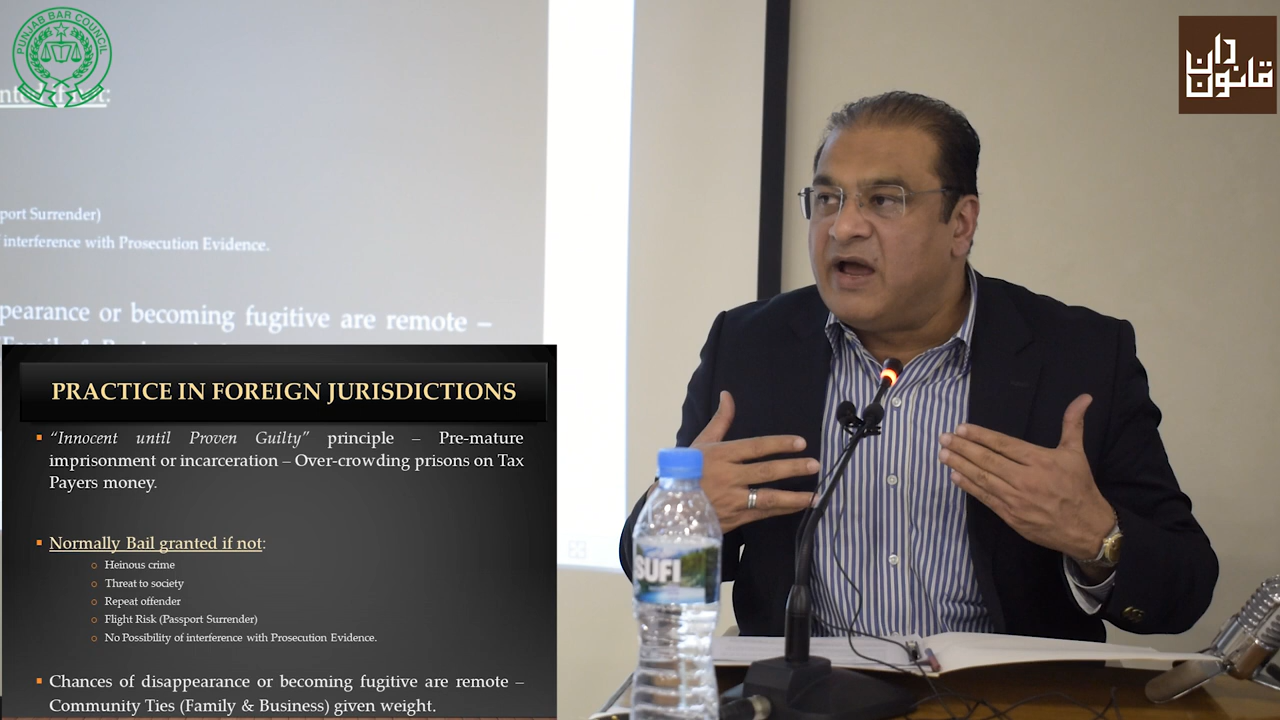 PUNJAB BAR COUNCIL
قانون دان
port Surrender)
interference with Prosecution Evidence.
pearance or becoming fugitive are remote –
PRACTICE IN FOREIGN JURISDICTIONS
“Innocent until Proven Guilty” principle – Pre-mature
imprisonment or incarceration – Over-crowding prisons on Tax
Payers money.
Normally Bail granted if not:
Heinous crime
Threat to society
Repeat offender
Flight Risk (Passport Surrender)
No Possibility of interference with Prosecution Evidence.
Chances of disappearance or becoming fugitive are remote –
Community Ties (Family & Business) given weight.
SUFI